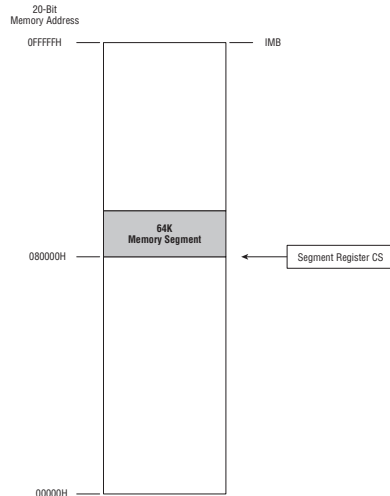 20-Bit
Memory Address
0FFFFFH
IMB
64K
Memory Segment
080000H
Segment Register CS
00000H